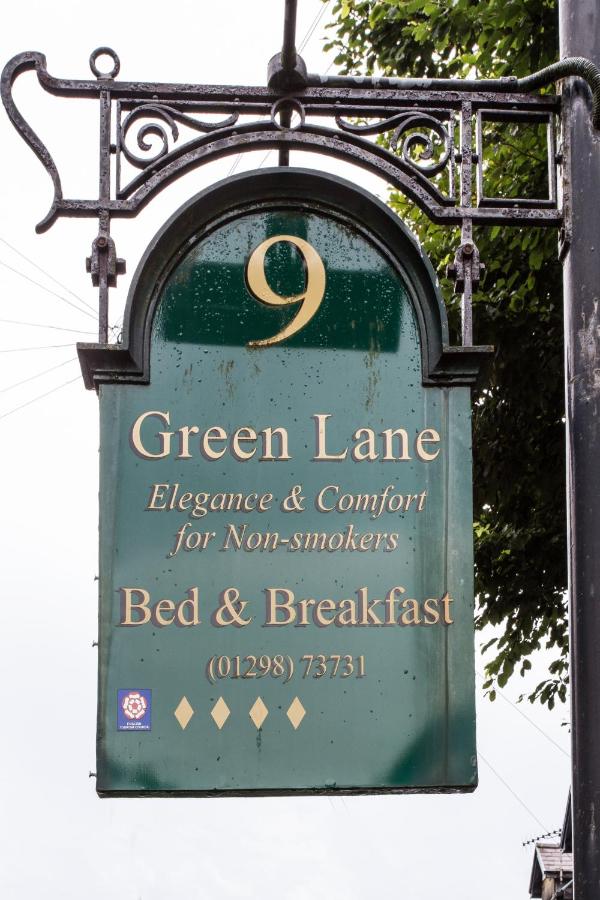 9
Green Lane
Elegance & Comfort
for Non-smokers
Bed & Breakfast
(01298) 73731